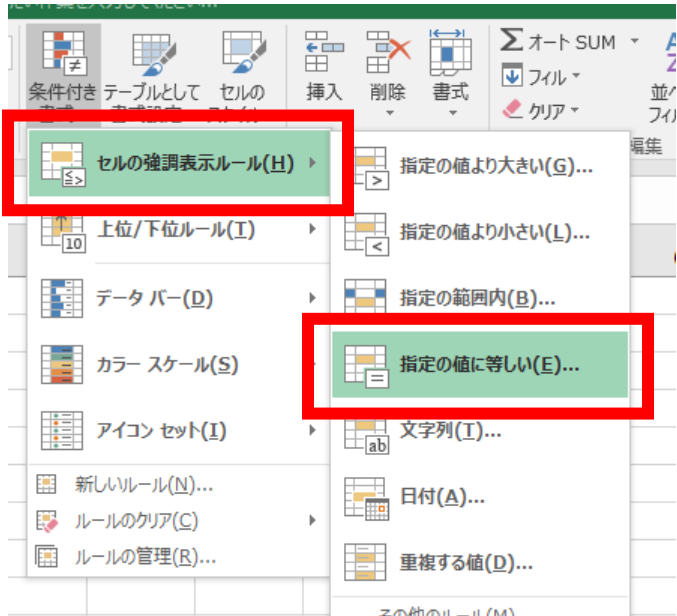 オート SUM
条件付き テーブルとして セルの 挿入 削除 書式
フィル
クリア
編集
セルの強調表示ルール(H)
上位/下位ルール(T)
データ バー(D)
カラー スケール(S)
アイコン セット(I)
新しいルール(N)...
ルールのクリア(C)
ルールの管理(R)...
指定の値より大きい(G)...
指定の値より小さい(L)...
指定の範囲内(B)...
指定の値に等しい(E)...
文字列(T)...
日付(A)...
重複する値(D)...
その他のルール(M)